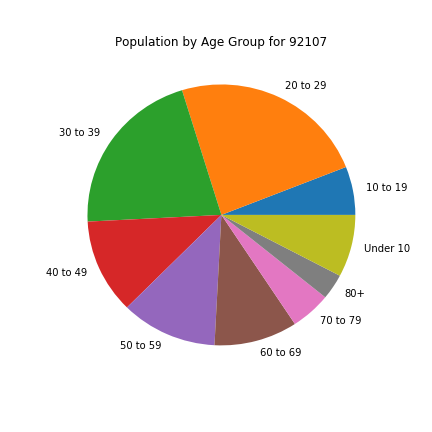 Population by Age Group for 92107
20 to 29
30 to 39
10 to 19
Under 10
40 to 49
80+
70 to 79
50 to 59
60 to 69